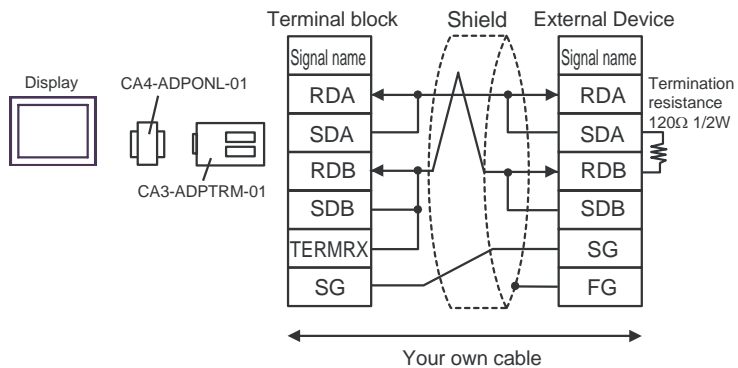 Terminal block
Shield
External Device
Display
CA4-ADPONL-01
CA3-ADPTRM-01
Signal name
RDA
SDA
RDB
SDB
TERMRX
SG
Signal name
RDA
SDA
RDB
SDB
SG
FG
Termination
resistance
120Ω 1/2W
Your own cable